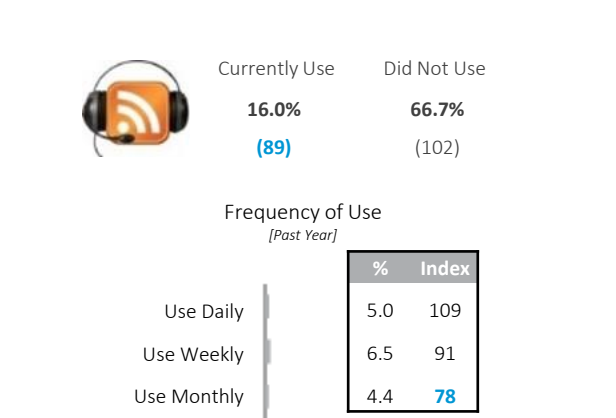 Currently Use Did Not Use
16.0% 66.7%
(89) (102)
Frequency of Use
[Past Year]
% Index
Use Daily 5.0 109
Use Weekly 6.5 91
Use Monthly 4.4 78